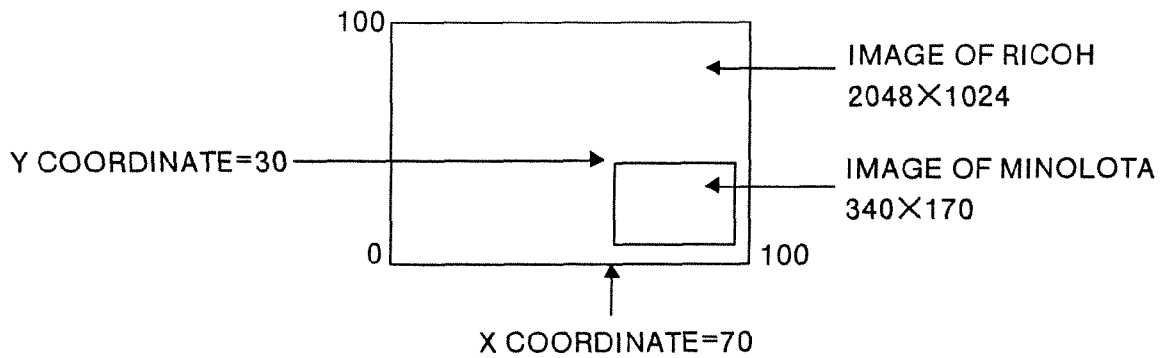 100
IMAGE OF RICOH
2048×1024
Y COORDINATE=30
IMAGE OF MINOLOTA
340×170
0
100
X COORDINATE=70